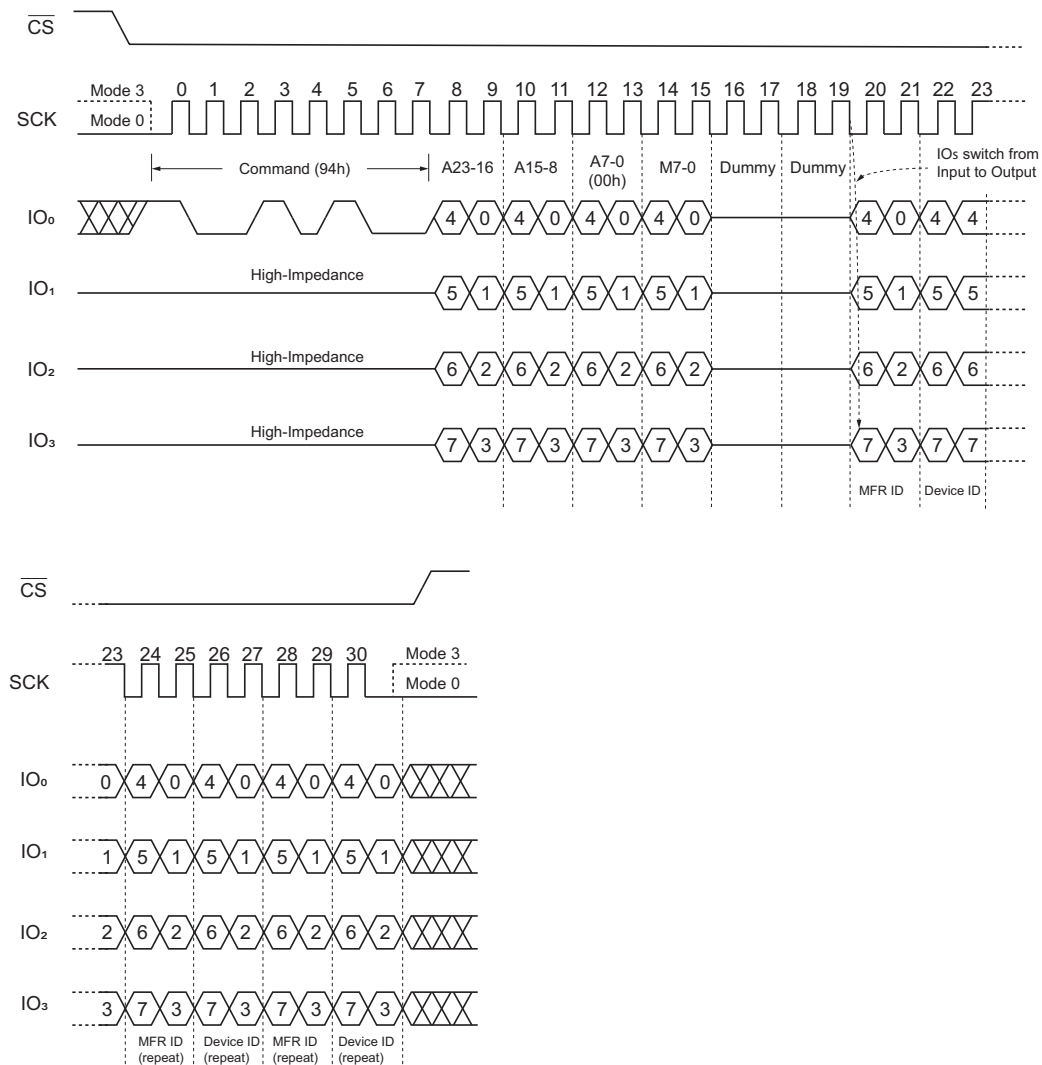 CS
Mode 3 0 1 2 3 4 5 6 7 8 9 10 11 12 13 14 15 16 17 18 19 20 21 22 23
SCK Mode 0
Command (94h) A23-16 A15-8 A7-0 (00h) M7-0 Dummy Dummy IOs switch from Input to Output
IO₀ 4 0 4 0 4 0 4 0 4 0 4 4
High-Impedance
IO₁ 5 1 5 1 5 1 5 1 5 1 5 5
High-Impedance
IO₂ 6 2 6 2 6 2 6 2 6 2 6 6
High-Impedance
IO₃ 7 3 7 3 7 3 7 3 7 3 7 7
MFR ID Device ID
CS
23 24 25 26 27 28 29 30 Mode 3
SCK Mode 0
IO₀ 0 4 0 4 0 4 0 4 0
IO₁ 1 5 1 5 1 5 1 5 1
IO₂ 2 6 2 6 2 6 2 6 2
IO₃ 3 7 3 7 3 7 3 7 3
MFR ID Device ID MFR ID Device ID
(repeat) (repeat) (repeat) (repeat)